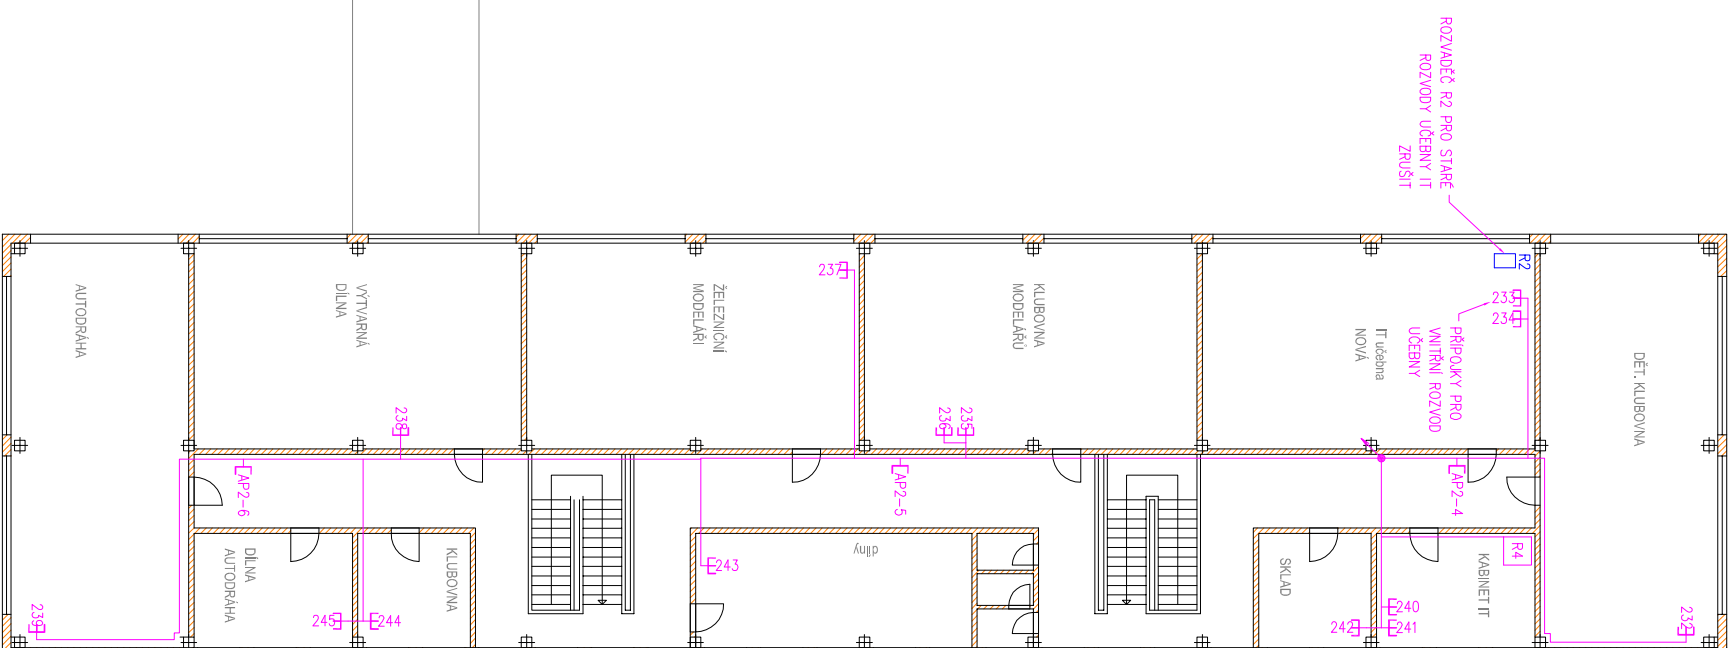 ROZVADĚČ R2 PRO STARÉ
ROZVODY UČEBNY IT
ZRUŠIT
R2
233
234
PŘÍPOJKY PRO
VNITŘNÍ ROZVOD
UČEBNY
IT učebna
NOVÁ
DĚT. KLUBOVNA
237
KLUBOVNA
MODELÁŘŮ
ŽELEZNIČNÍ
MODELÁŘI
VÝTVARNÁ
DÍLNA
AUTODRÁHA
238
236
235
AP2-6
AP2-5
AP2-4
DÍLNA
AUTODRÁHA
KLUBOVNA
dílny
243
SKLAD
KABINET IT
R4
239
245
244
240
242
241
232